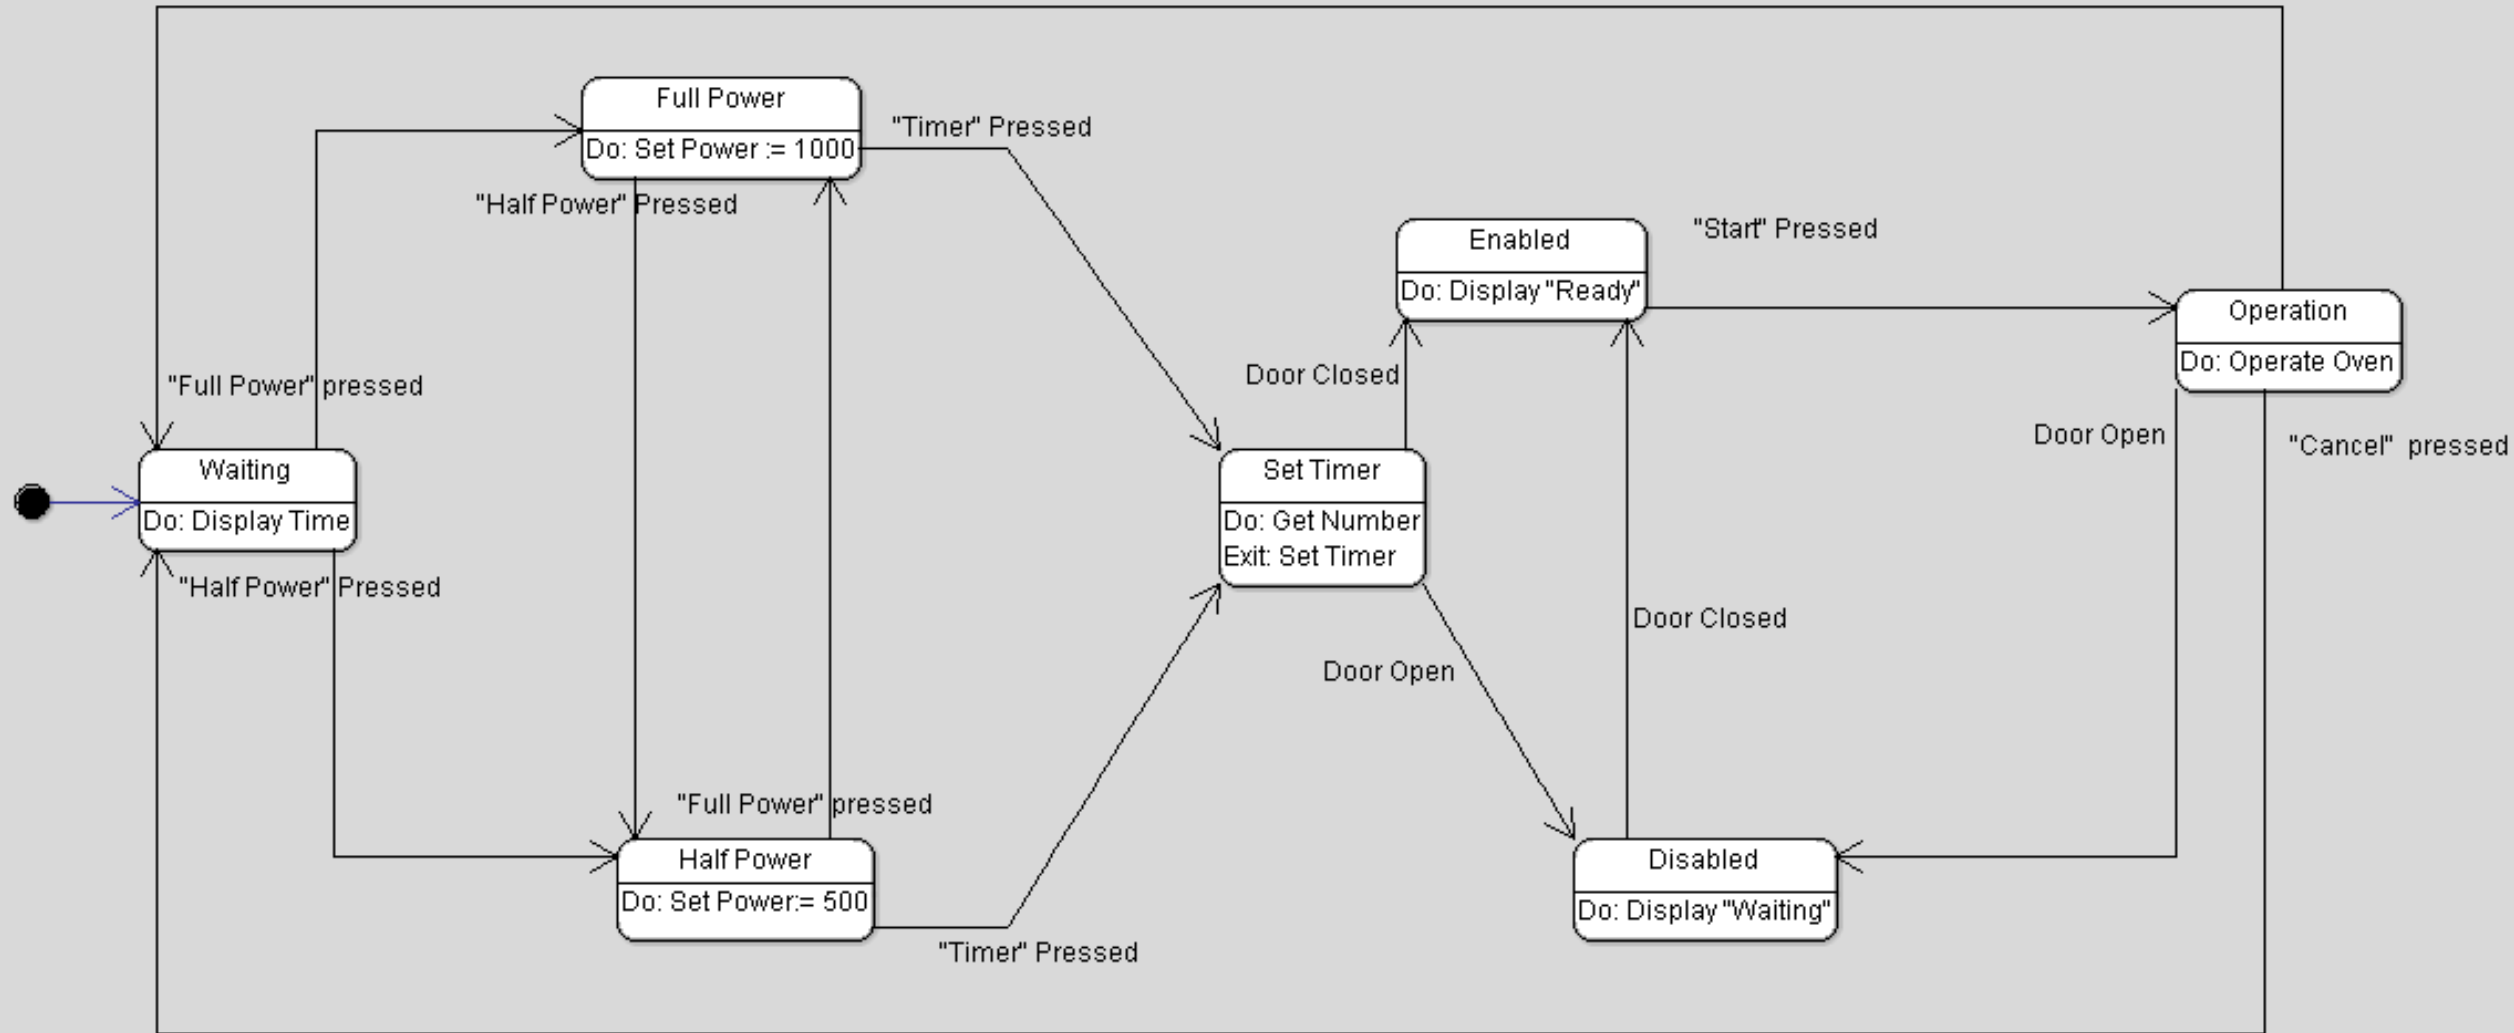 Full Power
Do: Set Power := 1000
"Timer" Pressed
"Half Power" Pressed
Enabled
Do: Display "Ready"
"Start" Pressed
Operation
Do: Operate Oven
Door Closed
"Full Power" pressed
Door Open
"Cancel" pressed
Waiting
Do: Display Time
Set Timer
Do: Get Number
Exit: Set Timer
"Half Power" Pressed
Door Closed
Door Open
"Full Power" pressed
Half Power
Do: Set Power:= 500
"Timer" Pressed
Disabled
Do: Display "Waiting"